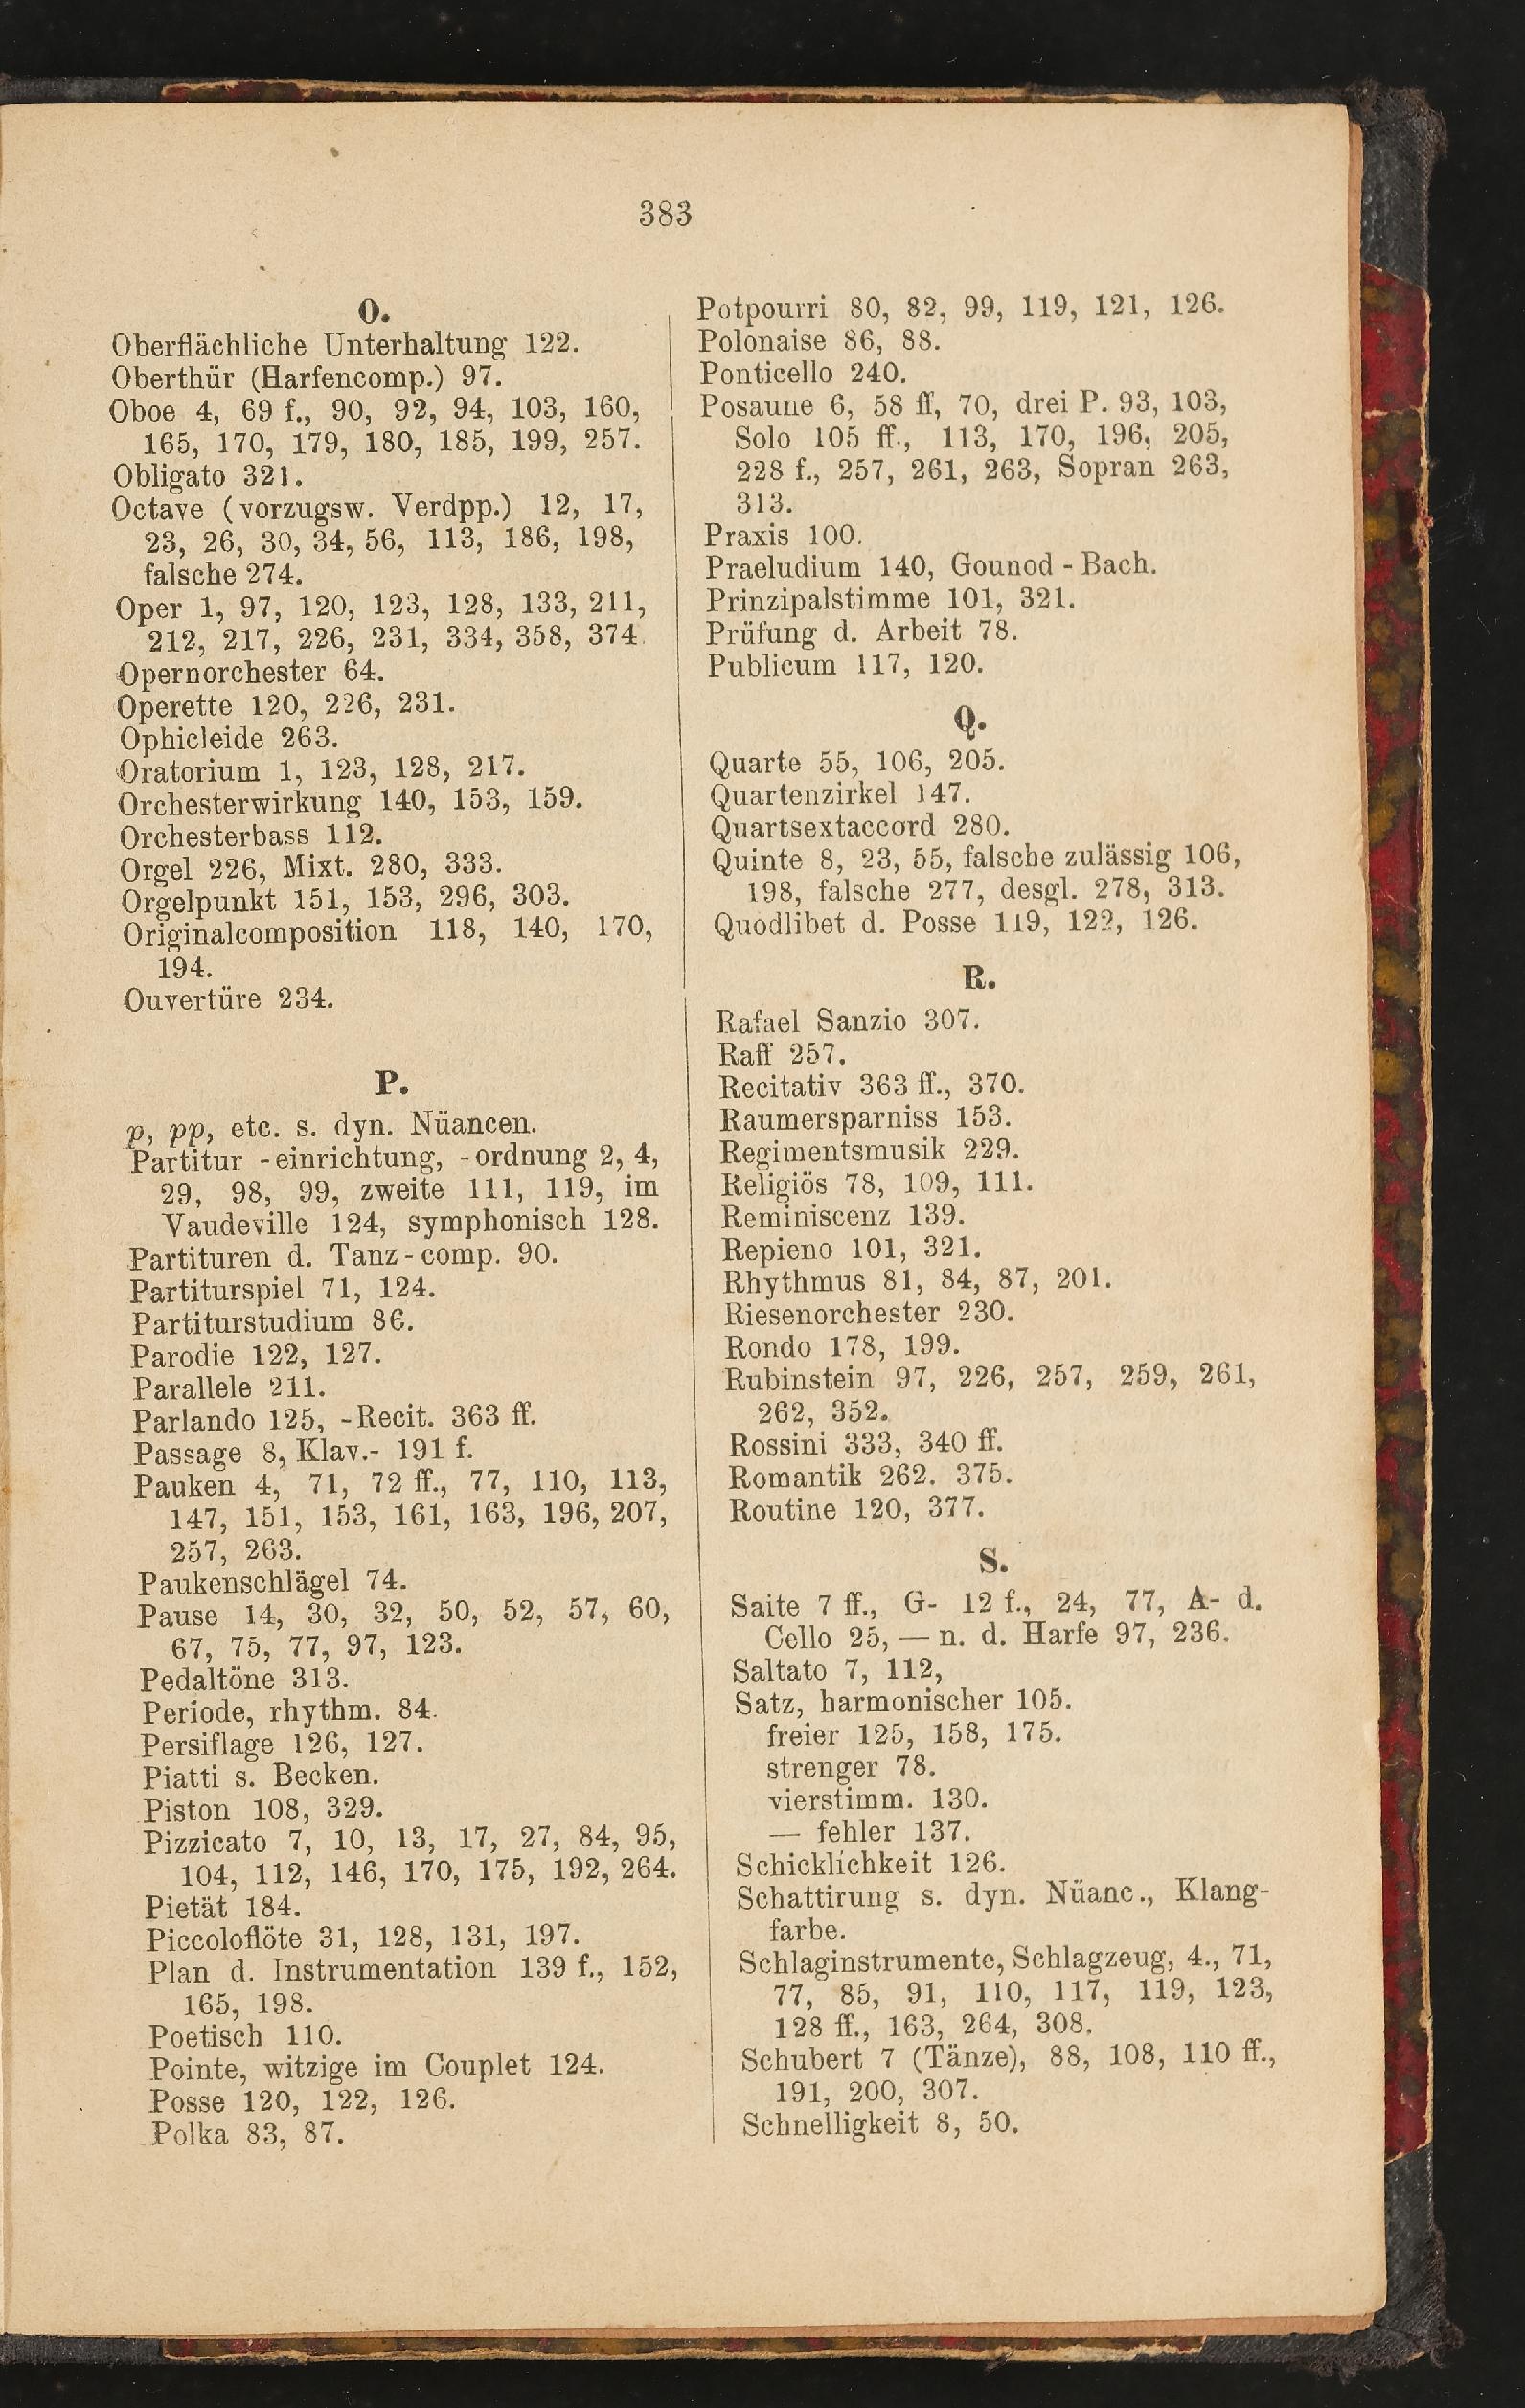 383
O.
Oberflächliche Unterhaltung 122.
Oberthür (Harfencomp.) 97.
Oboe 4, 69 f., 90, 92, 94, 103, 160,
165, 170, 179, 180, 185, 199, 257.
Obligato 321.
Octave (vorzugsw. Verdpp.) 12, 17,
23, 26, 30, 34, 56, 113, 186, 198,
falsche 274.
Oper 1, 97, 120, 123, 128, 133, 211,
212, 217, 226, 231, 334, 358, 374.
Opernorchester 64.
Operette 120, 226, 231.
Ophicleide 263.
Oratorium 1, 123, 128, 217.
Orchesterwirkung 140, 153, 159.
Orchesterbass 112.
Orgel 226, Mixt. 280, 333.
Orgelpunkt 151, 153, 296, 303.
Originalcomposition 118, 140, 170,
194.
Ouvertüre 234.
P.
p, pp, etc. s. dyn. Nüancen.
Partitur -einrichtung, -ordnung 2, 4,
29, 98, 99, zweite 111, 119, im
Vaudeville 124, symphonisch 128.
Partituren d. Tanz-comp. 90.
Partiturspiel 71, 124.
Partiturstudium 86.
Parodie 122, 127.
Parallele 211.
Parlando 125, -Recit. 363 ff.
Passage 8, Klav.- 191 f.
Pauken 4, 71, 72 ff., 77, 110, 113,
147, 151, 153, 161, 163, 196, 207,
257, 263.
Paukenschlägel 74.
Pause 14, 30, 32, 50, 52, 57, 60,
67, 75, 77, 97, 123.
Pedaltöne 313.
Periode, rhythm. 84.
Persiflage 126, 127.
Piatti s. Becken.
Piston 108, 329.
Pizzicato 7, 10, 13, 17, 27, 84, 95,
104, 112, 146, 170, 175, 192, 264.
Pietät 184.
Piccoloflöte 31, 128, 131, 197.
Plan d. Instrumentation 139 f., 152,
165, 198.
Poetisch 110.
Pointe, witzige im Couplet 124.
Posse 120, 122, 126.
Polka 83, 87.
Potpourri 80, 82, 99, 119, 121, 126.
Polonaise 86, 88.
Ponticello 240.
Posaune 6, 58 ff, 70, drei P. 93, 103,
Solo 105 ff., 113, 170, 196, 205,
228 f., 257, 261, 263, Sopran 263,
313.
Praxis 100.
Praeludium 140, Gounod - Bach.
Prinzipalstimme 101, 321.
Prüfung d. Arbeit 78.
Publicum 117, 120.
Q.
Quarte 55, 106, 205.
Quartenzirkel 147.
Quartsextaccord 280.
Quinte 8, 23, 55, falsche zulässig 106,
198, falsche 277, desgl. 278, 313.
Quodlibet d. Posse 119, 122, 126.
R.
Rafael Sanzio 307.
Raff 257.
Recitativ 363 ff., 370.
Raumersparniss 153.
Regimentsmusik 229.
Religiös 78, 109, 111.
Reminiscenz 139.
Repieno 101, 321.
Rhythmus 81, 84, 87, 201.
Riesenorchester 230.
Rondo 178, 199.
Rubinstein 97, 226, 257, 259, 261,
262, 352.
Rossini 333, 340 ff.
Romantik 262. 375.
Routine 120, 377.
S.
Saite 7 ff., G- 12 f., 24, 77, A- d.
Cello 25, — n. d. Harfe 97, 236.
Saltato 7, 112,
Satz, harmonischer 105.
freier 125, 158, 175.
strenger 78.
vierstimm. 130.
— fehler 137.
Schicklichkeit 126.
Schattirung s. dyn. Nüanc., Klang-
farbe.
Schlaginstrumente, Schlagzeug, 4., 71,
77, 85, 91, 110, 117, 119, 123,
128 ff., 163, 264, 308.
Schubert 7 (Tänze), 88, 108, 110 ff.,
191, 200, 307.
Schnelligkeit 8, 50.